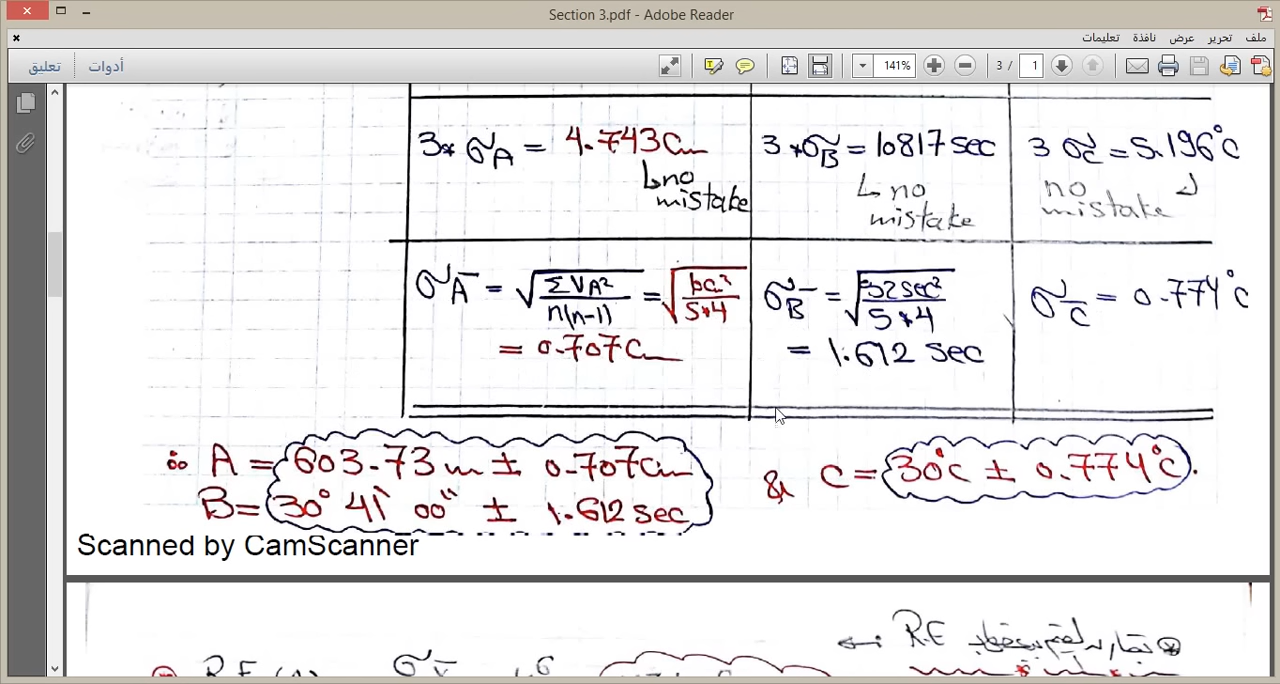 Section 3.pdf - Adobe Reader
ملف تحرير عرض نافذة تعليمات
تعليق أدوات
141%
3 / 1
3 * σA = 4.743 Cm
↳ no mistake
3 * σB = 10.817 sec
↳ no mistake
3 σC = 5.196°C
no mistake
σA̅ = √(ΣVA² / n(n-1)) = √(10 Cm² / 5*4)
= 0.707 Cm
σB̅ = √(52 sec² / 5*4)
= 1.612 sec
σC̅ = 0.774°C
∴ A = 603.73 m ± 0.707 Cm
B = 30° 41' 00" ± 1.612 sec
& C = 30°C ± 0.774°C.
Scanned by CamScanner
R.E